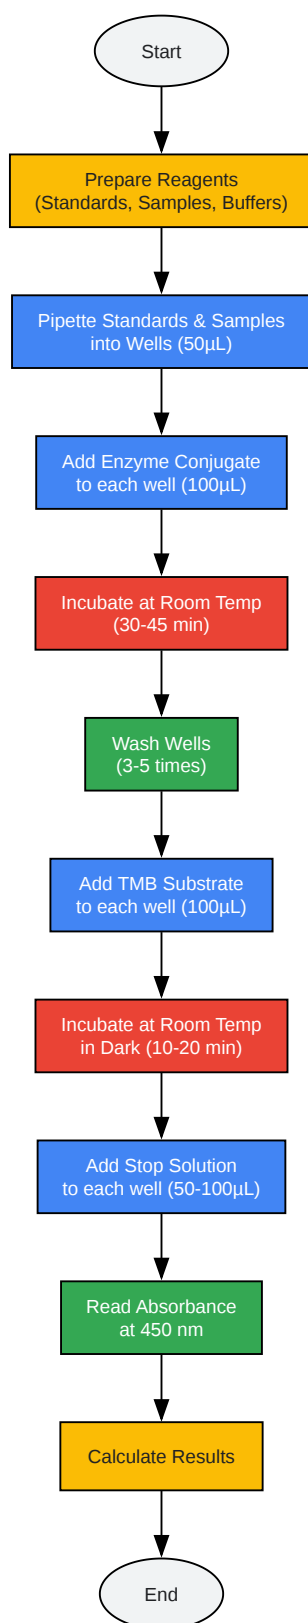 Start
Prepare Reagents
(Standards, Samples, Buffers)
Pipette Standards & Samples
into Wells (50µL)
Add Enzyme Conjugate
to each well (100µL)
Incubate at Room Temp
(30-45 min)
Wash Wells
(3-5 times)
Add TMB Substrate
to each well (100µL)
Incubate at Room Temp
in Dark (10-20 min)
Add Stop Solution
to each well (50-100µL)
Read Absorbance
at 450 nm
Calculate Results
End